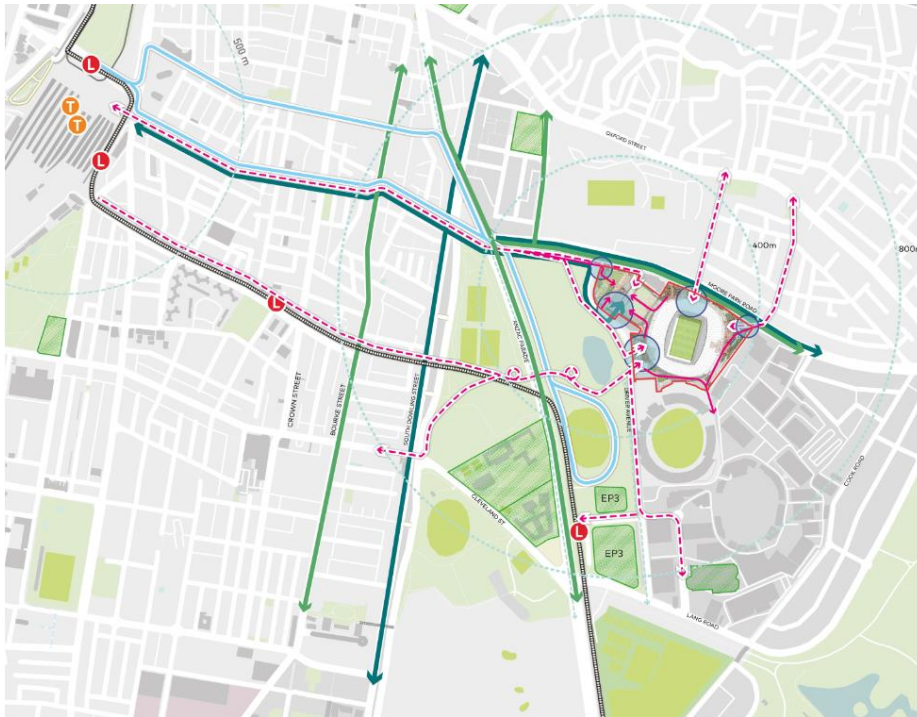 L
500 m
T
T
L
OXFORD STREET
400m
800m
MOORE PARK ROAD
L
ANZAC PARADE
CROWN STREET
BOURKE STREET
SOUTH DOWLING STREET
DRIVER AVENUE
COOK ROAD
CLEVELAND ST
EP3
L
EP3
LANG ROAD